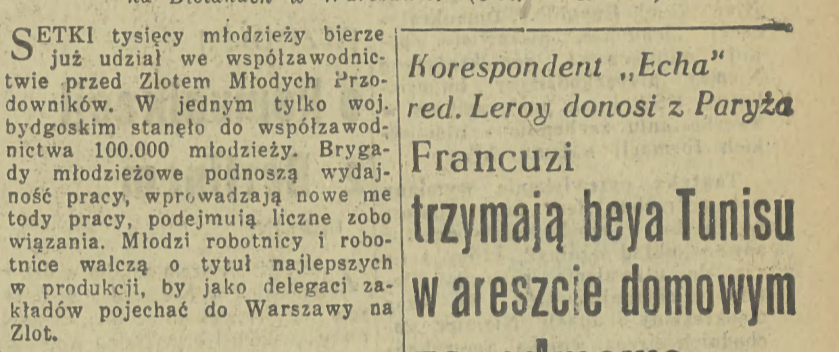 SETKI tysięcy młodzieży bierze
już udział we współzawodnic-
twie przed Zlotem Młodych Przo-
downików. W jednym tylko woj.
bydgoskim stanęło do współzawod-
nictwa 100.000 młodzieży. Bryga-
dy młodzieżowe podnoszą wydaj-
ność pracy, wprowadzają nowe me
tody pracy, podejmuią liczne zobo
wiązania. Młodzi robotnicy i robo-
tnice walczą o tytuł najlepszych
w produkcji, by jako delegaci za-
kładów pojechać do Warszawy na
Zlot.
Korespondent „Echa”
red. Leroy donosi z Paryża
Francuzi
trzymają beya Tunisu
w areszcie domowym